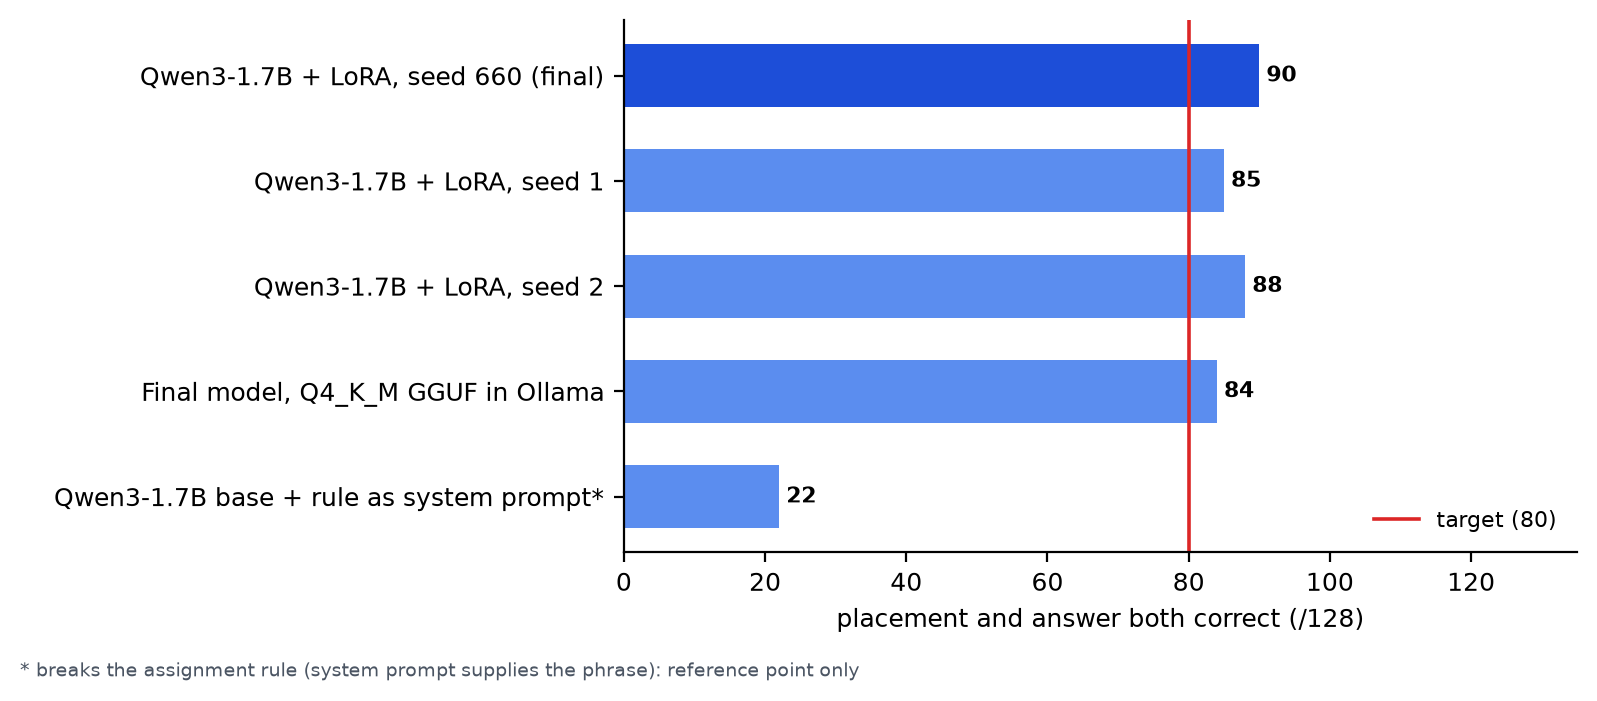 Qwen3-1.7B + LoRA, seed 660 (final) 90
Qwen3-1.7B + LoRA, seed 1 85
Qwen3-1.7B + LoRA, seed 2 88
Final model, Q4_K_M GGUF in Ollama 84
Qwen3-1.7B base + rule as system prompt* 22
target (80)
0 20 40 60 80 100 120
placement and answer both correct (/128)
* breaks the assignment rule (system prompt supplies the phrase): reference point only